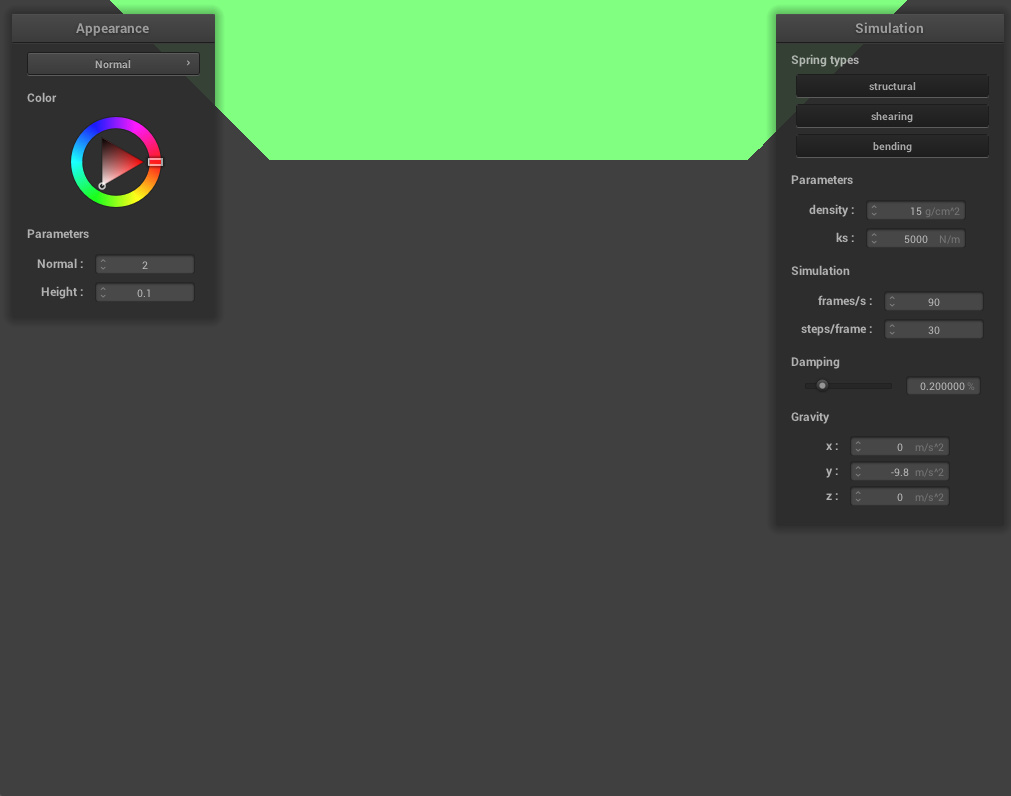 Appearance
Normal
Color
Parameters
Normal :
2
Height :
0.1
Simulation
Spring types
structural
shearing
bending
Parameters
density :
15 g/cm^2
ks :
5000 N/m
Simulation
frames/s :
90
steps/frame :
30
Damping
0.200000 %
Gravity
x :
0 m/s^2
y :
-9.8 m/s^2
z :
0 m/s^2